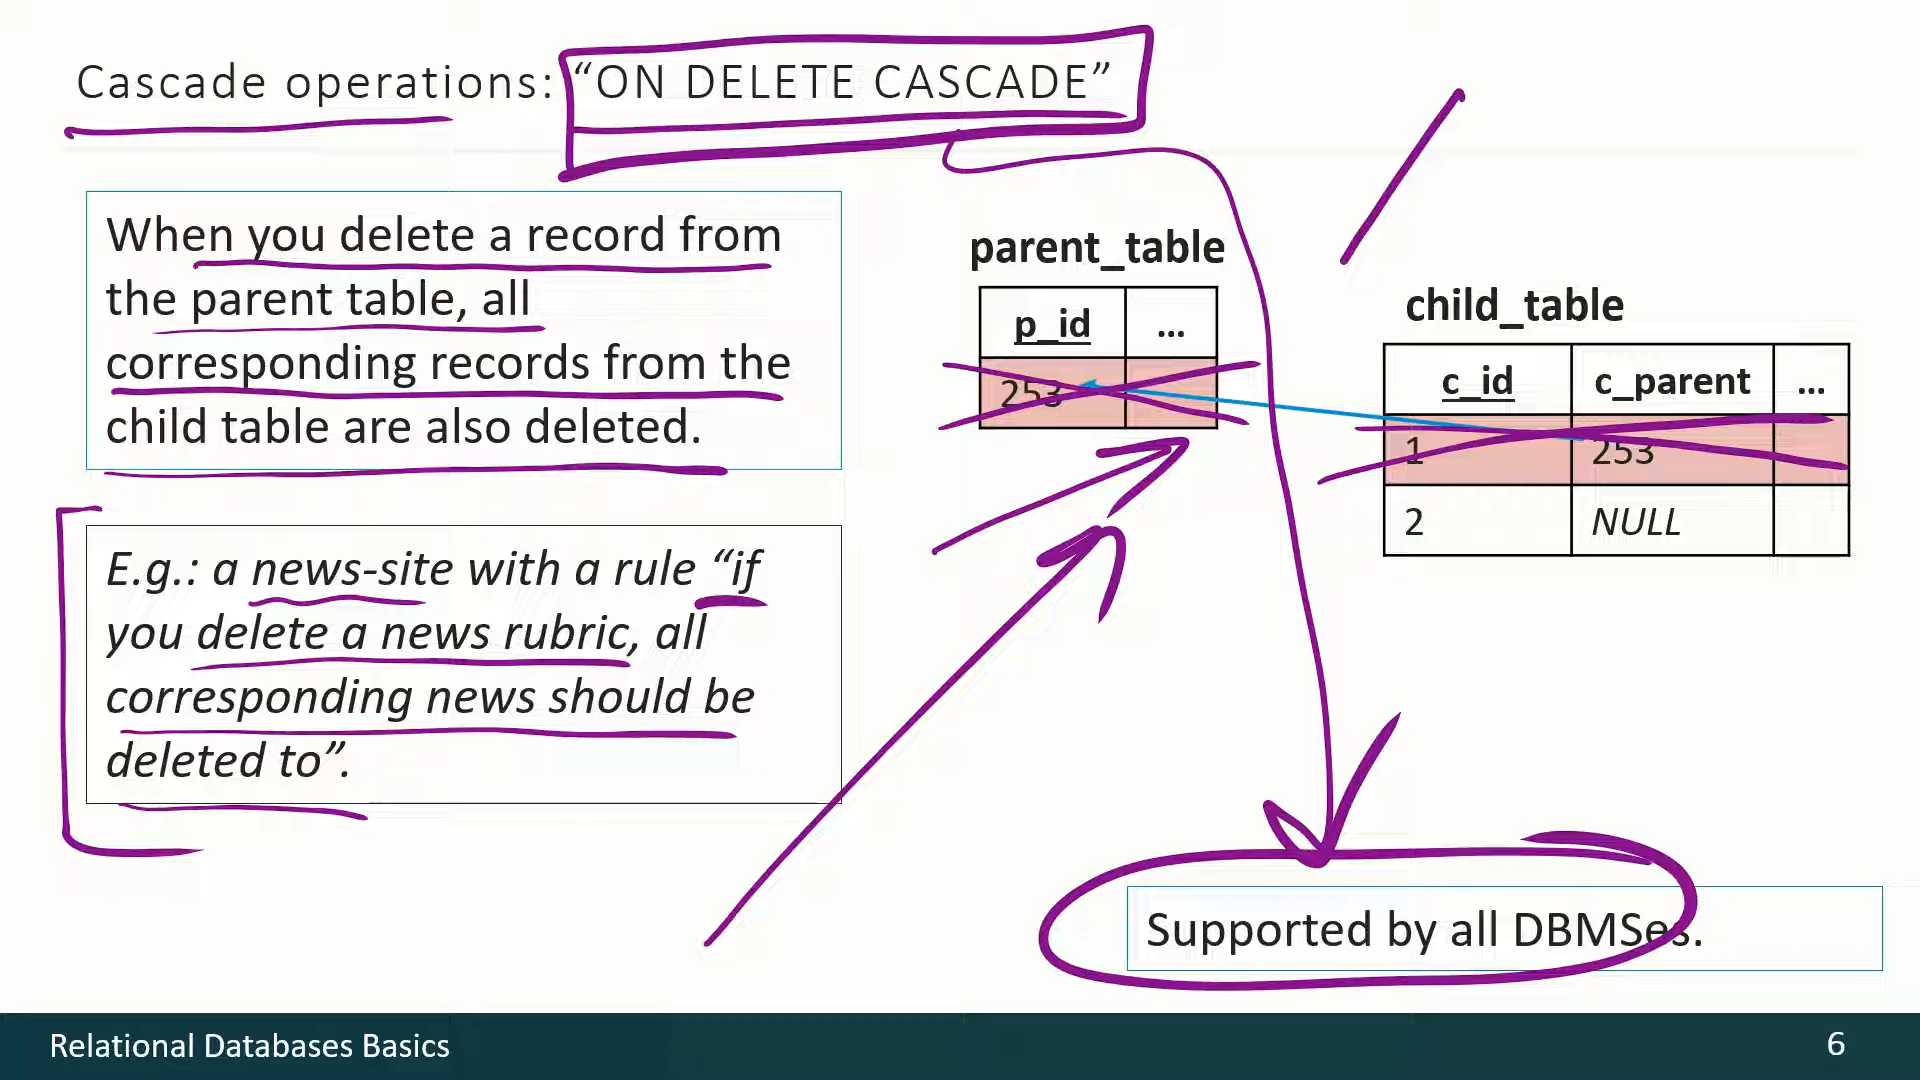 Cascade operations: “ON DELETE CASCADE”
When you delete a record from
the parent table, all
corresponding records from the
child table are also deleted.
E.g.: a news-site with a rule “if
you delete a news rubric, all
corresponding news should be
deleted to”.
parent_table
p_id ...
253
child_table
c_id c_parent ...
1 253
2 NULL
Supported by all DBMSes.
Relational Databases Basics
6